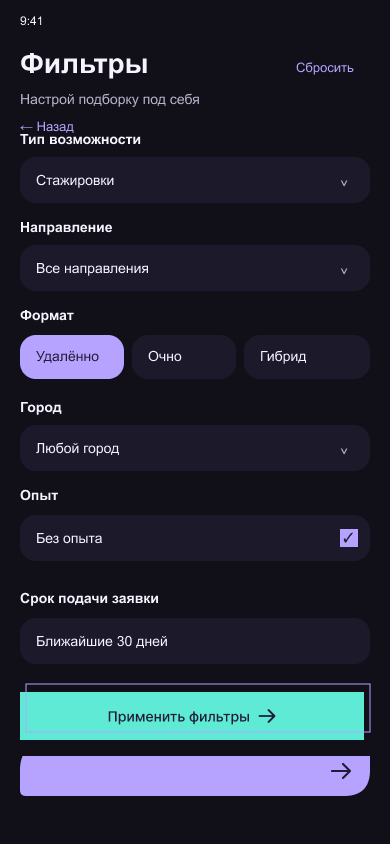 9:41
Фильтры
Сбросить
Настрой подборку под себя
← Назад
Тип возможности
Стажировки
Направление
Все направления
Формат
Удалённо
Очно
Гибрид
Город
Любой город
Опыт
Без опыта
✓
Срок подачи заявки
Ближайшие 30 дней
Применить фильтры →
→